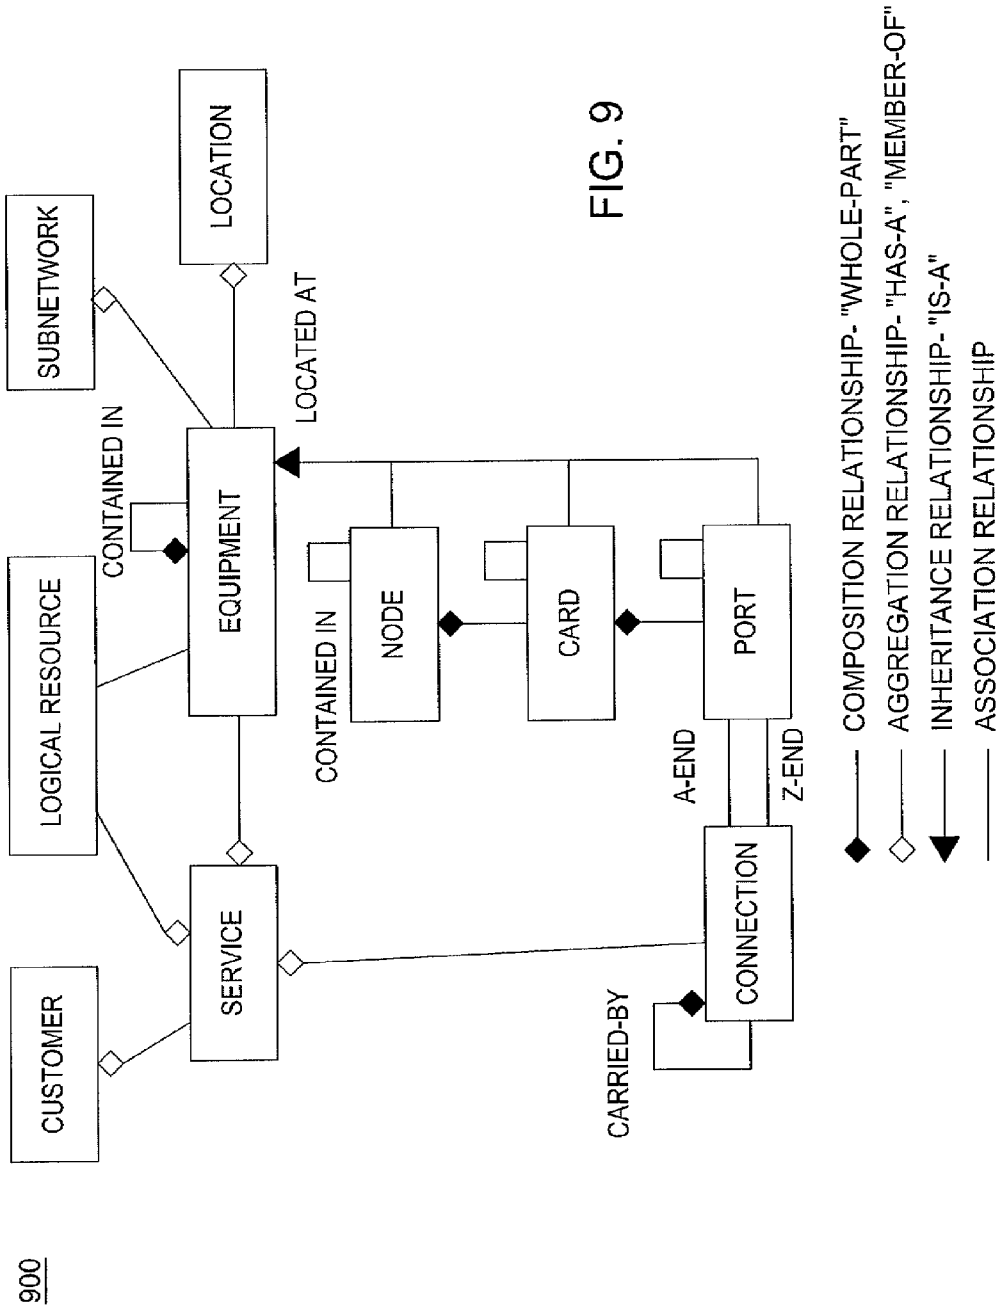 900
CUSTOMER
LOGICAL RESOURCE
SUBNETWORK
CONTAINED IN
SERVICE
EQUIPMENT
LOCATION
LOCATED AT
CONTAINED IN
NODE
CARD
CARRIED-BY
A-END
CONNECTION
PORT
Z-END
FIG. 9
COMPOSITION RELATIONSHIP- "WHOLE-PART"
AGGREGATION RELATIONSHIP- "HAS-A", "MEMBER-OF"
INHERITANCE RELATIONSHIP- "IS-A"
ASSOCIATION RELATIONSHIP